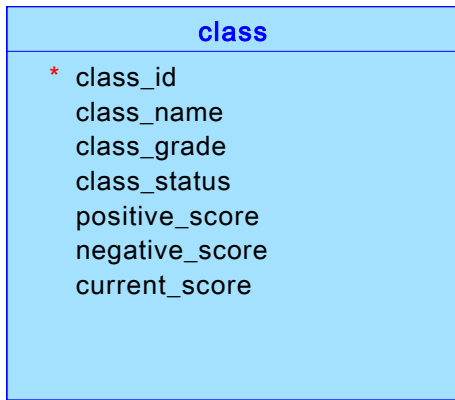 class
* class_id
class_name
class_grade
class_status
positive_score
negative_score
current_score